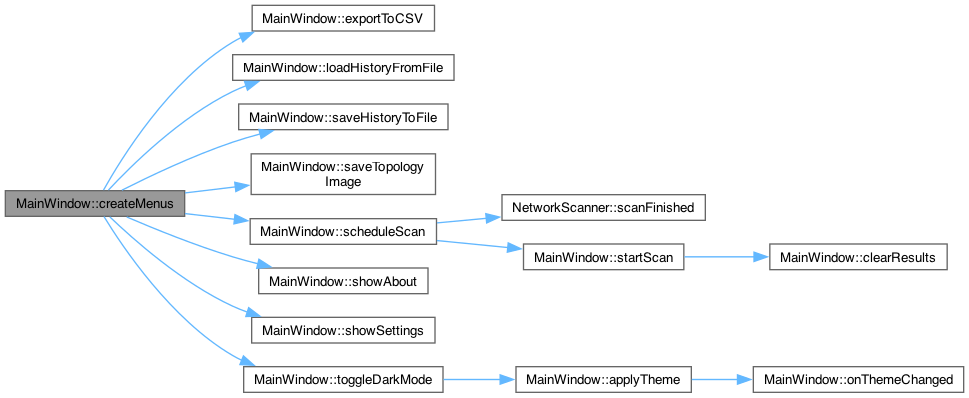 MainWindow::exportToCSV
MainWindow::loadHistoryFromFile
MainWindow::saveHistoryToFile
MainWindow::saveTopology
Image
MainWindow::createMenus
MainWindow::scheduleScan
NetworkScanner::scanFinished
MainWindow::startScan
MainWindow::clearResults
MainWindow::showAbout
MainWindow::showSettings
MainWindow::toggleDarkMode
MainWindow::applyTheme
MainWindow::onThemeChanged